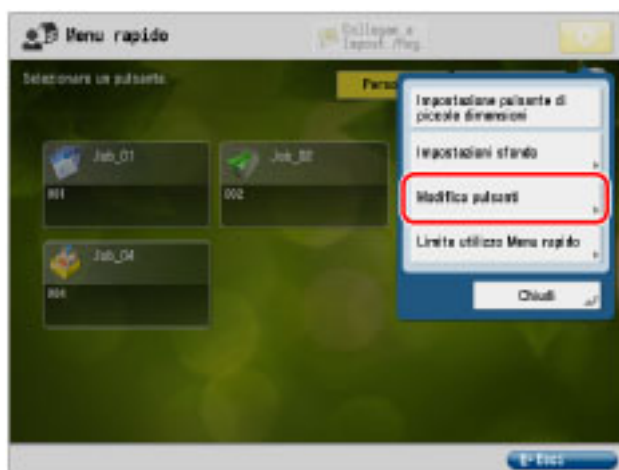 Menu rapido
Selezionare un pulsante.
Perso
Job_01
001
Job_02
002
Job_04
004
Impostazione pulsante di
piccole dimensioni
Impostazioni sfondo
Modifica pulsanti
Limite utilizzo Menu rapido
Chiudi